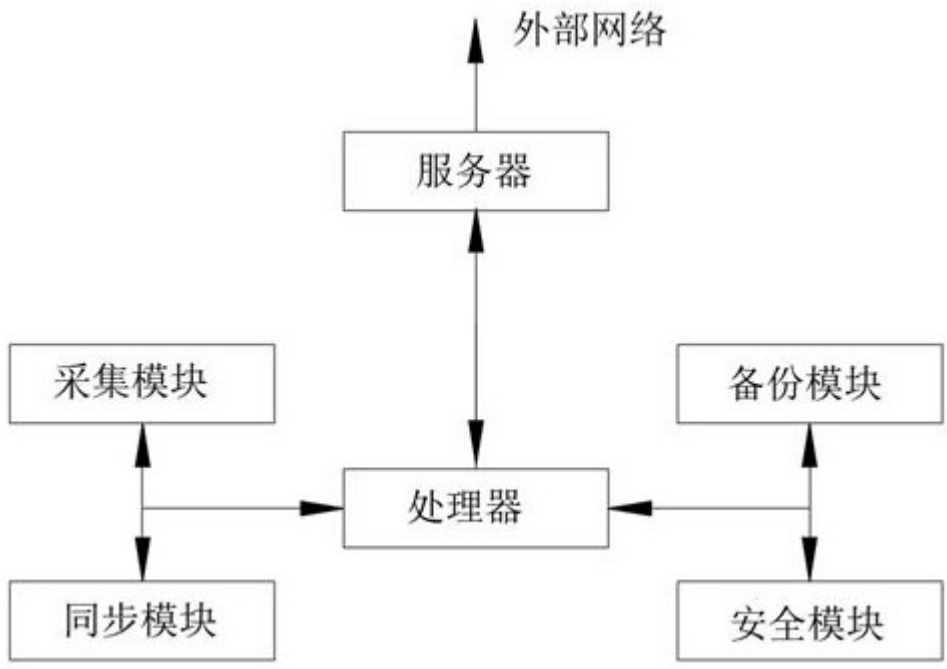 外部网络
服务器
采集模块
备份模块
处理器
同步模块
安全模块